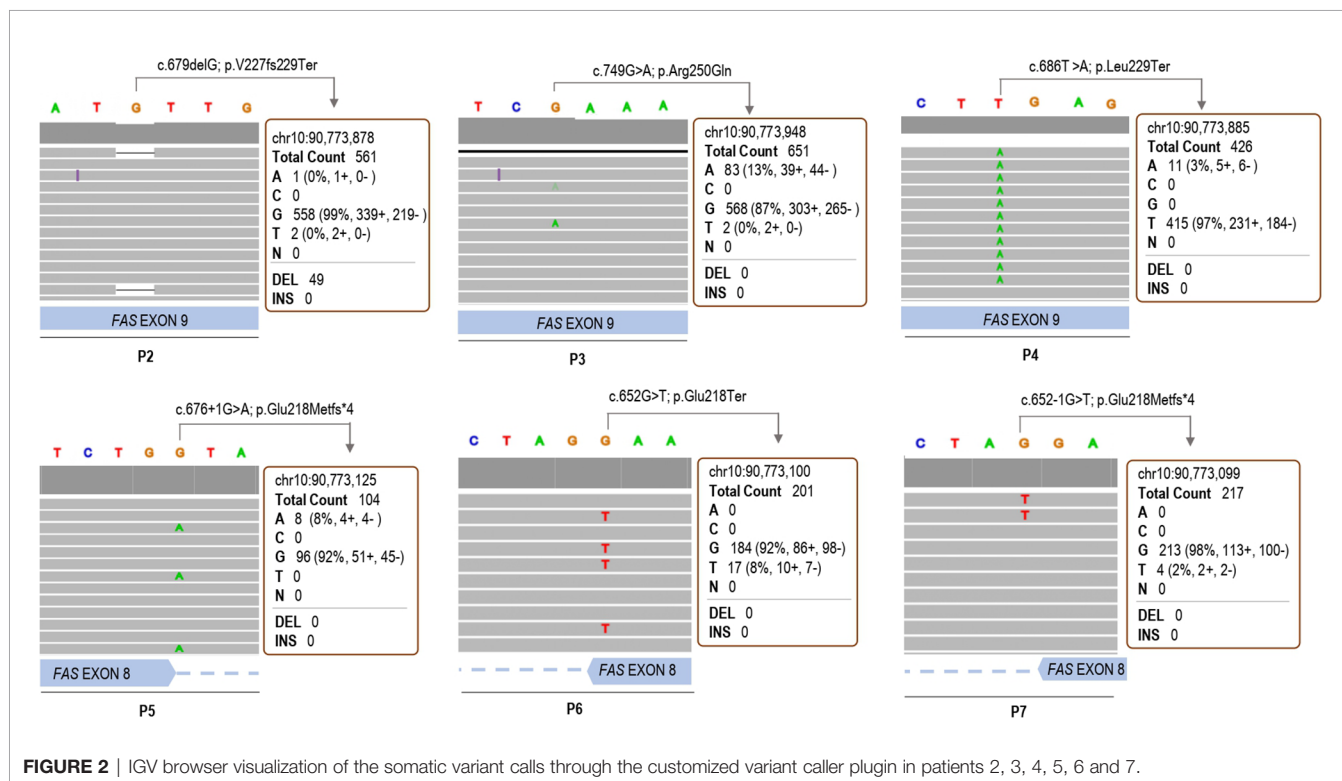 c.679delG; p.V227fs229Ter
A T G T T G
chr10:90,773,878
Total Count 561
A 1 (0%, 1+, 0-)
C 0
G 558 (99%, 339+, 219- )
T 2 (0%, 2+, 0-)
N 0
DEL 49
INS 0
FAS EXON 9
P2
c.749G>A; p.Arg250Gln
T C G A A A
chr10:90,773,948
Total Count 651
A 83 (13%, 39+, 44-)
C 0
G 568 (87%, 303+, 265- )
T 2 (0%, 2+, 0-)
N 0
DEL 0
INS 0
A
A
FAS EXON 9
P3
c.686T >A; p.Leu229Ter
C T T G A G
chr10:90,773,885
Total Count 426
A 11 (3%, 5+, 6-)
C 0
G 0
T 415 (97%, 231+, 184-)
N 0
DEL 0
INS 0
A
A
A
A
A
A
A
A
A
A
A
FAS EXON 9
P4
c.676+1G>A; p.Glu218Metfs*4
T C T G G T A
chr10:90,773,125
Total Count 104
A 8 (8%, 4+, 4-)
C 0
G 96 (92%, 51+, 45-)
T 0
N 0
DEL 0
INS 0
A
A
A
FAS EXON 8
P5
c.652G>T; p.Glu218Ter
C T A G G A A
chr10:90,773,100
Total Count 201
A 0
C 0
G 184 (92%, 86+, 98-)
T 17 (8%, 10+, 7-)
N 0
DEL 0
INS 0
T
T
T
T
FAS EXON 8
P6
c.652-1G>T; p.Glu218Metfs*4
C T A G G A
chr10:90,773,099
Total Count 217
A 0
C 0
G 213 (98%, 113+, 100-)
T 4 (2%, 2+, 2-)
N 0
DEL 0
INS 0
T
T
FAS EXON 8
P7
FIGURE 2 | IGV browser visualization of the somatic variant calls through the customized variant caller plugin in patients 2, 3, 4, 5, 6 and 7.